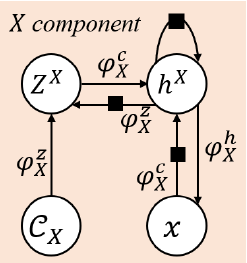 X component
Z^X φ_X^c h^X
φ_X^z
φ_X^z φ_X^c φ_X^h
𝒞_X x